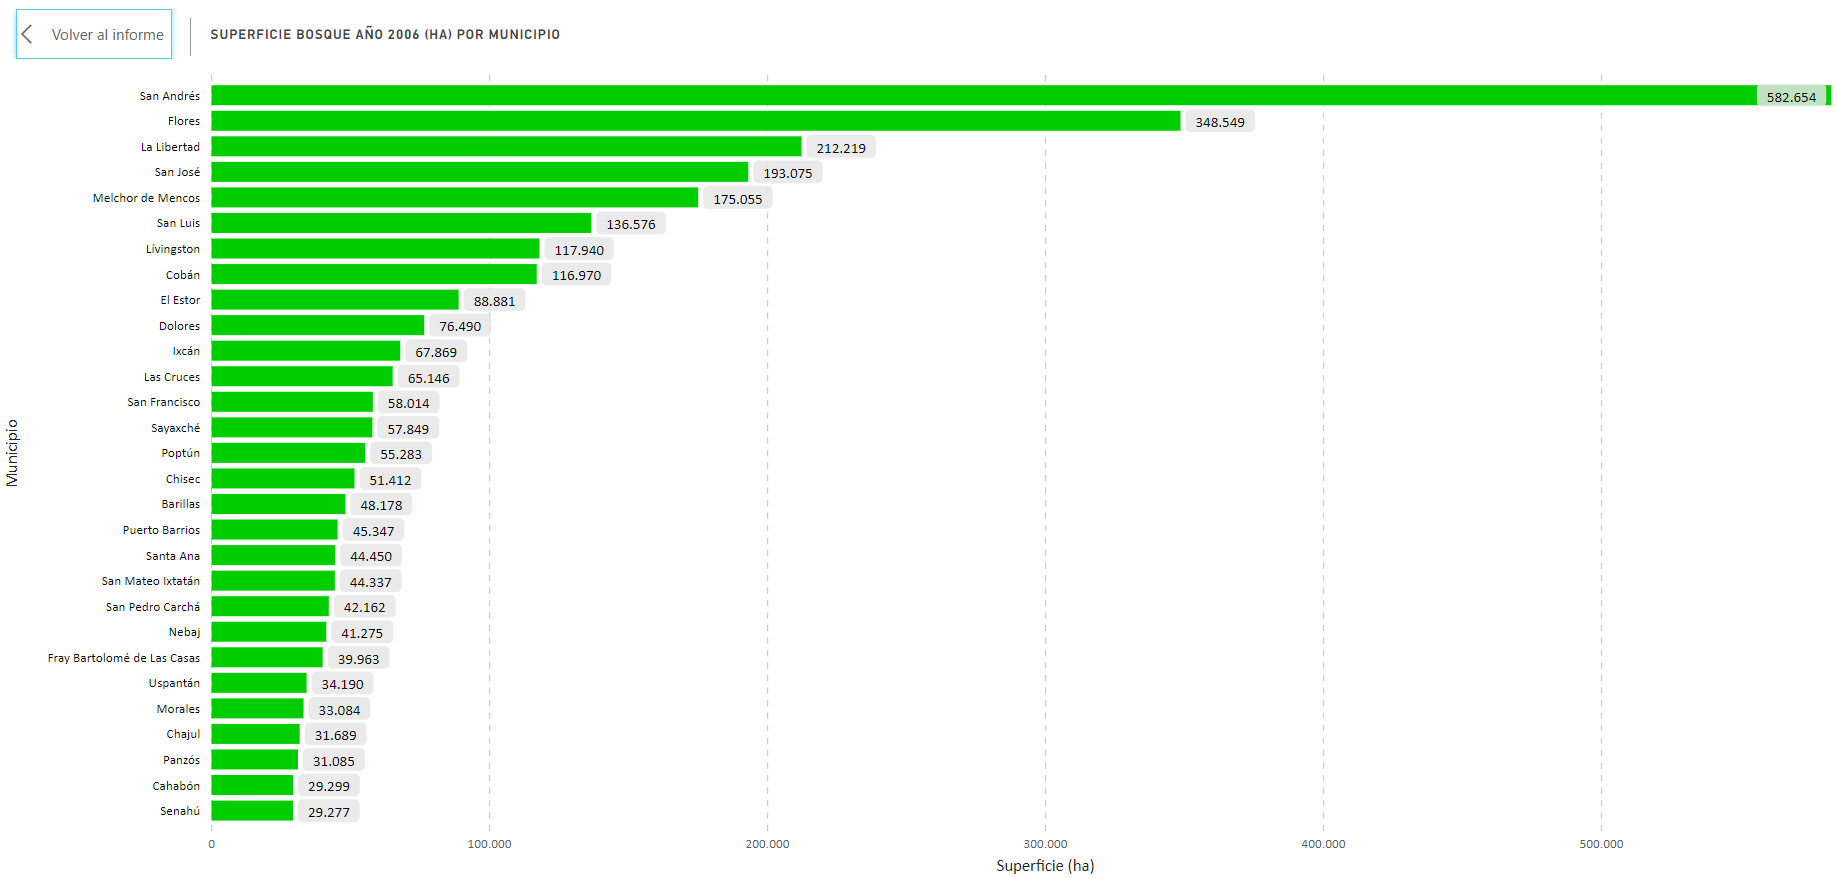 Volver al informe
SUPERFICIE BOSQUE AÑO 2006 (HA) POR MUNICIPIO
San Andrés 582.654
Flores 348.549
La Libertad 212.219
San José 193.075
Melchor de Mencos 175.055
San Luis 136.576
Lívingston 117.940
Cobán 116.970
El Estor 88.881
Dolores 76.490
Ixcán 67.869
Las Cruces 65.146
San Francisco 58.014
Sayaxché 57.849
Poptún 55.283
Chisec 51.412
Barillas 48.178
Puerto Barrios 45.347
Santa Ana 44.450
San Mateo Ixtatán 44.337
San Pedro Carchá 42.162
Nebaj 41.275
Fray Bartolomé de Las Casas 39.963
Uspantán 34.190
Morales 33.084
Chajul 31.689
Panzós 31.085
Cahabón 29.299
Senahú 29.277
Municipio
0 100.000 200.000 300.000 400.000 500.000
Superficie (ha)